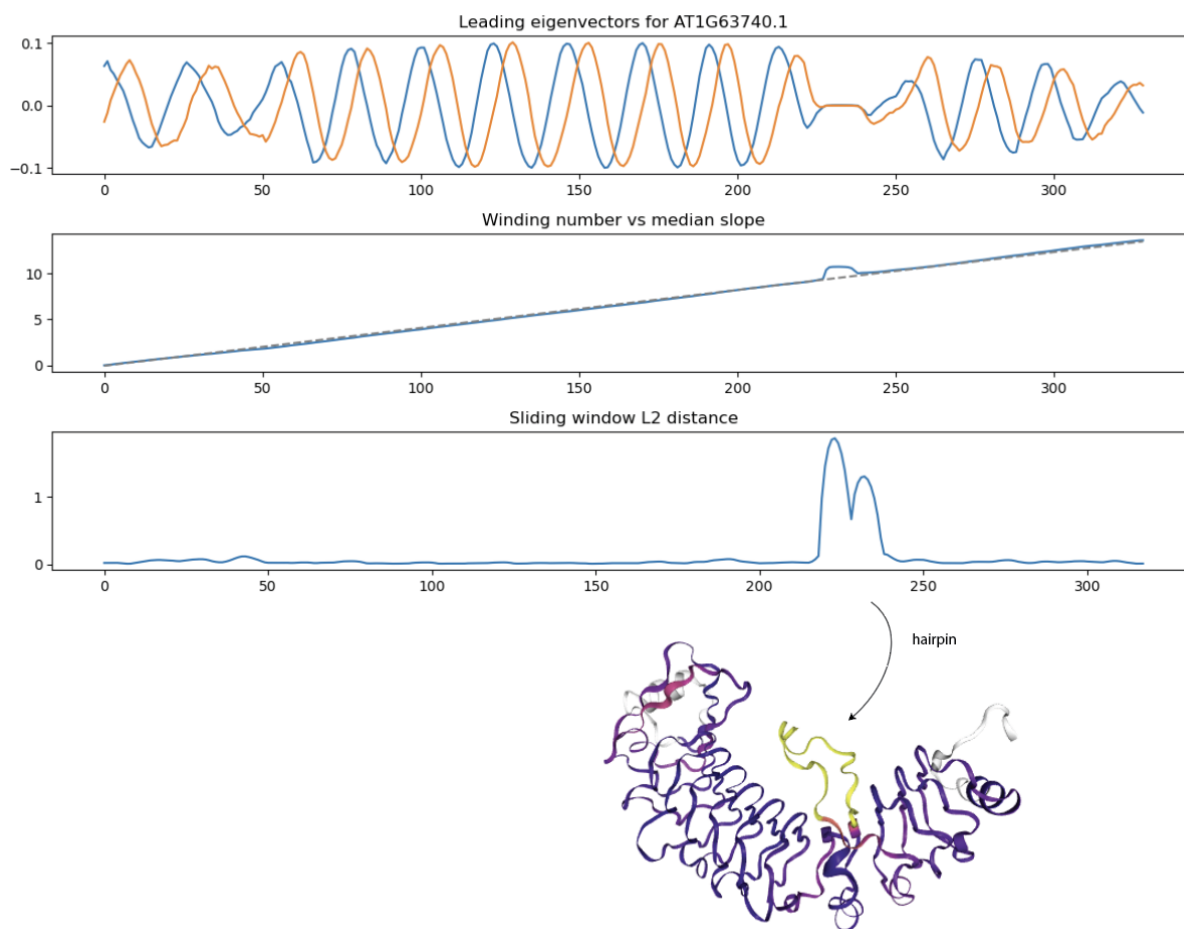 Leading eigenvectors for AT1G63740.1
0.1
0.0
−0.1
0 50 100 150 200 250 300
Winding number vs median slope
10
5
0
0 50 100 150 200 250 300
Sliding window L2 distance
1
0
0 50 100 150 200 250 300
hairpin